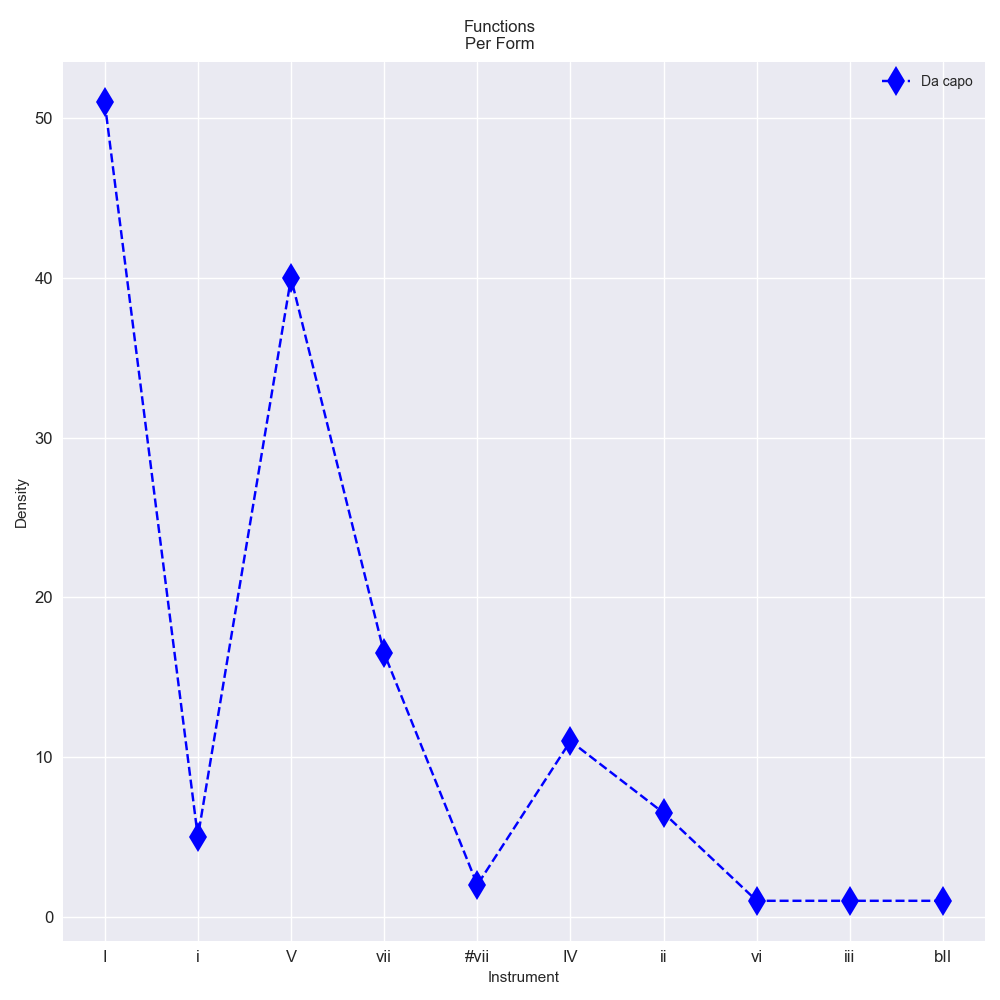 Functions
Per Form
Da capo
50
40
30
20
10
0
Density
I i V vii #vii IV ii vi iii bII
Instrument